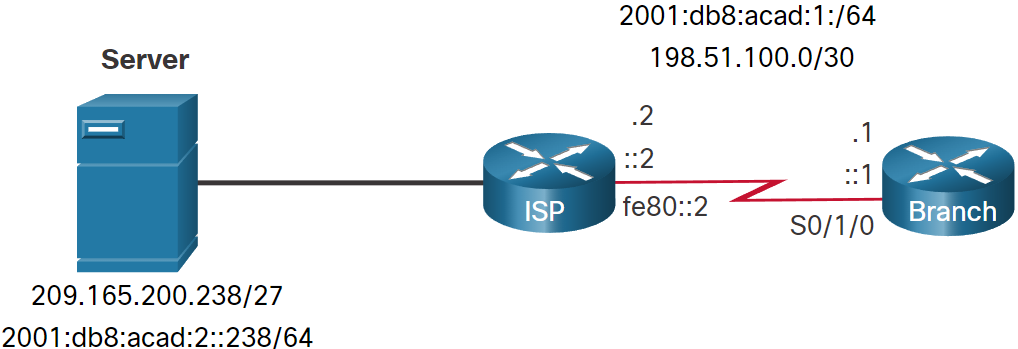 2001:db8:acad:1:/64
198.51.100.0/30
Server
.2
::2
fe80::2
ISP
.1
::1
S0/1/0
Branch
209.165.200.238/27
2001:db8:acad:2::238/64